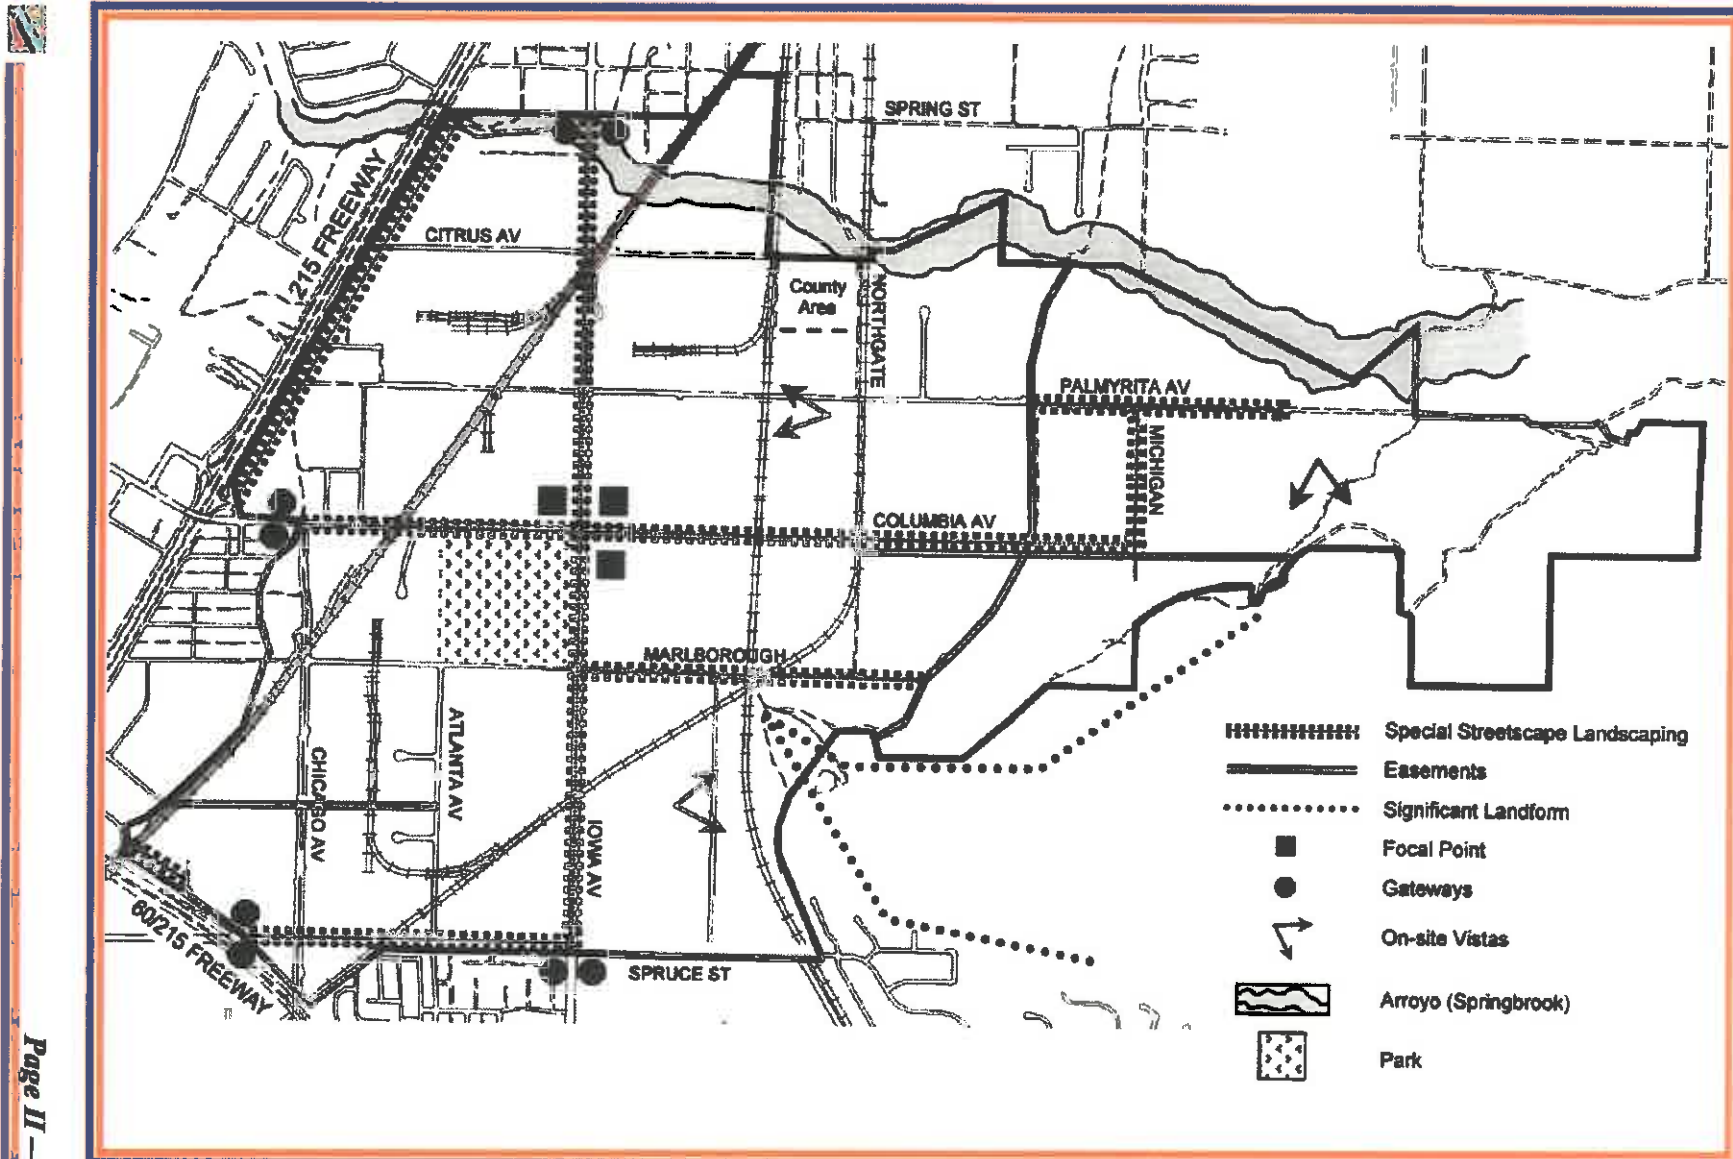 SPRING ST
215 FREEWAY
CITRUS AV
County
Area
NORTHGATE
PALMYRITA AV
MICHIGAN
COLUMBIA AV
MARLBOROUGH
ATLANTA AV
CHICAGO AV
IOWA AV
60/215 FREEWAY
SPRUCE ST
Special Streetscape Landscaping
Easements
Significant Landform
Focal Point
Gateways
On-site Vistas
Arroyo (Springbrook)
Park
Page II –